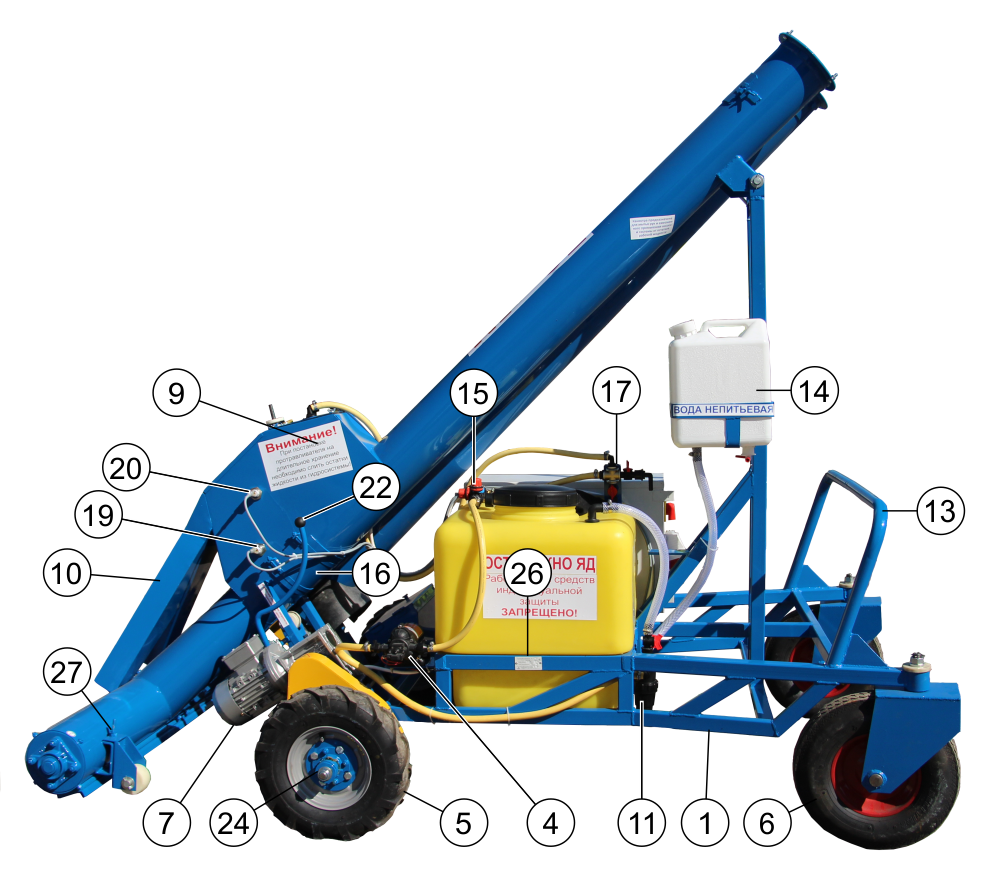 9
15
17
14
ВОДА НЕПИТЬЕВАЯ
Внимание!
При постановке
протравливателя на
длительное хранение
необходимо слить остатки
жидкости из гидросистемы
20
22
19
13
10
16
26
ЯД
средств
защиты
ЗАПРЕЩЕНО!
27
7
24
5
4
11
1
6